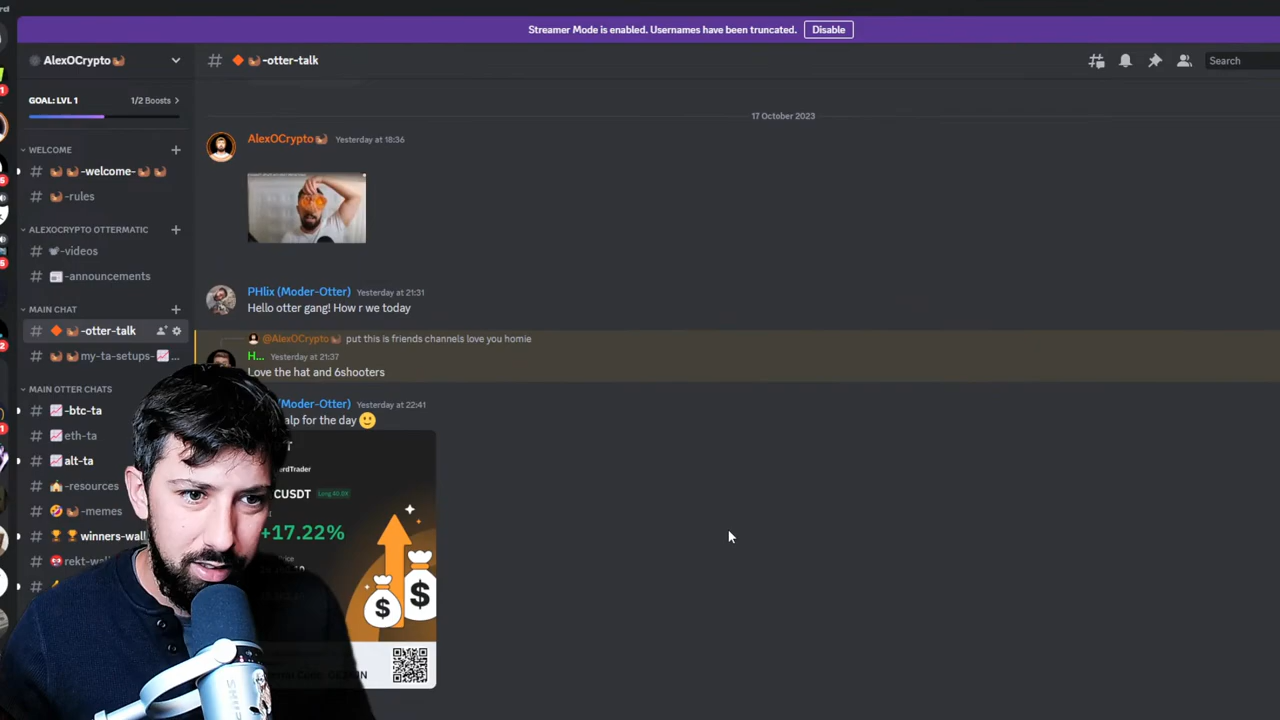 Streamer Mode is enabled. Usernames have been truncated.
Disable
AlexOCrypto
-otter-talk
Search
GOAL: LVL 1
1/2 Boosts
17 October 2023
WELCOME
-welcome-
-rules
ALEXOCRYPTO OTTERMATIC
-videos
-announcements
MAIN CHAT
-otter-talk
my-ta-setups-
...
MAIN OTTER CHATS
-btc-ta
eth-ta
alt-ta
-resources
-memes
winners-wall
rekt-wall
AlexOCrypto Yesterday at 18:36
PHlix (Moder-Otter) Yesterday at 21:31
Hello otter gang! How r we today
@AlexOCrypto put this is friends channels love you homie
H... Yesterday at 21:37
Love the hat and 6shooters
(Moder-Otter) Yesterday at 22:41
for the day
CUSDT
+17.22%